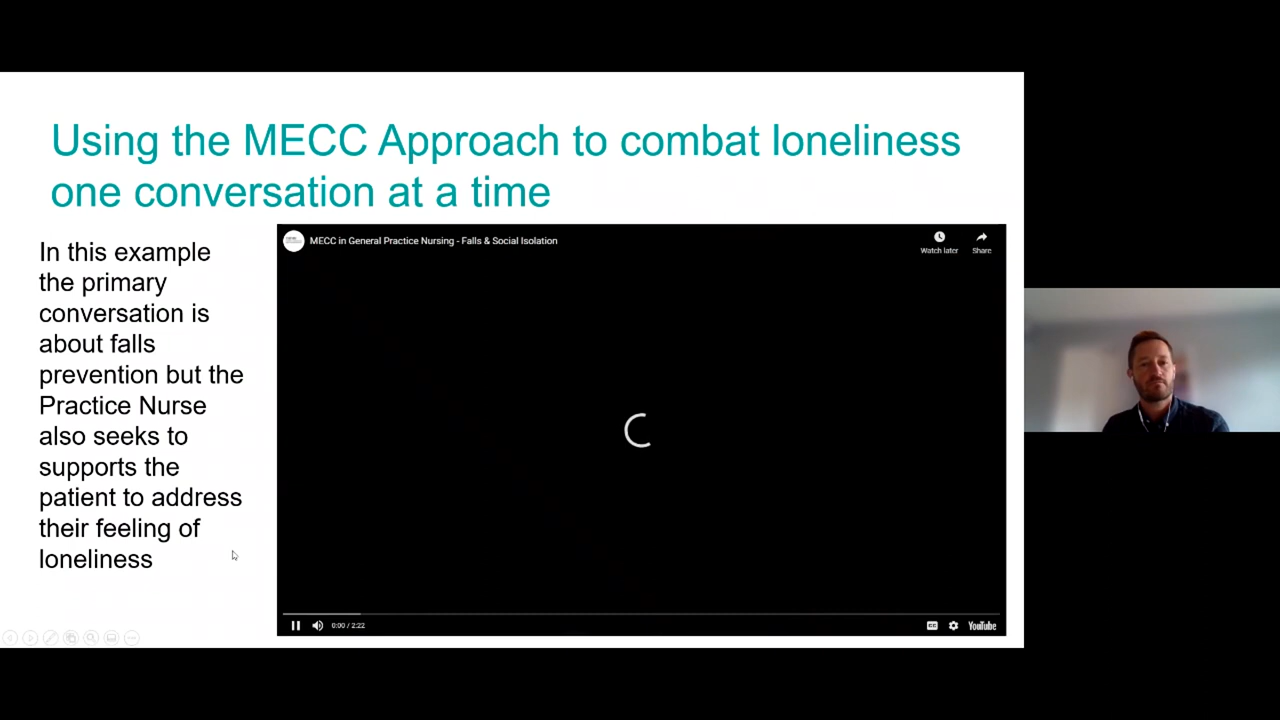 Using the MECC Approach to combat loneliness
one conversation at a time
In this example
the primary
conversation is
about falls
prevention but the
Practice Nurse
also seeks to
supports the
patient to address
their feeling of
loneliness
MECC in General Practice Nursing - Falls & Social Isolation
Watch later
Share
0:00 / 2:22
CC
YouTube